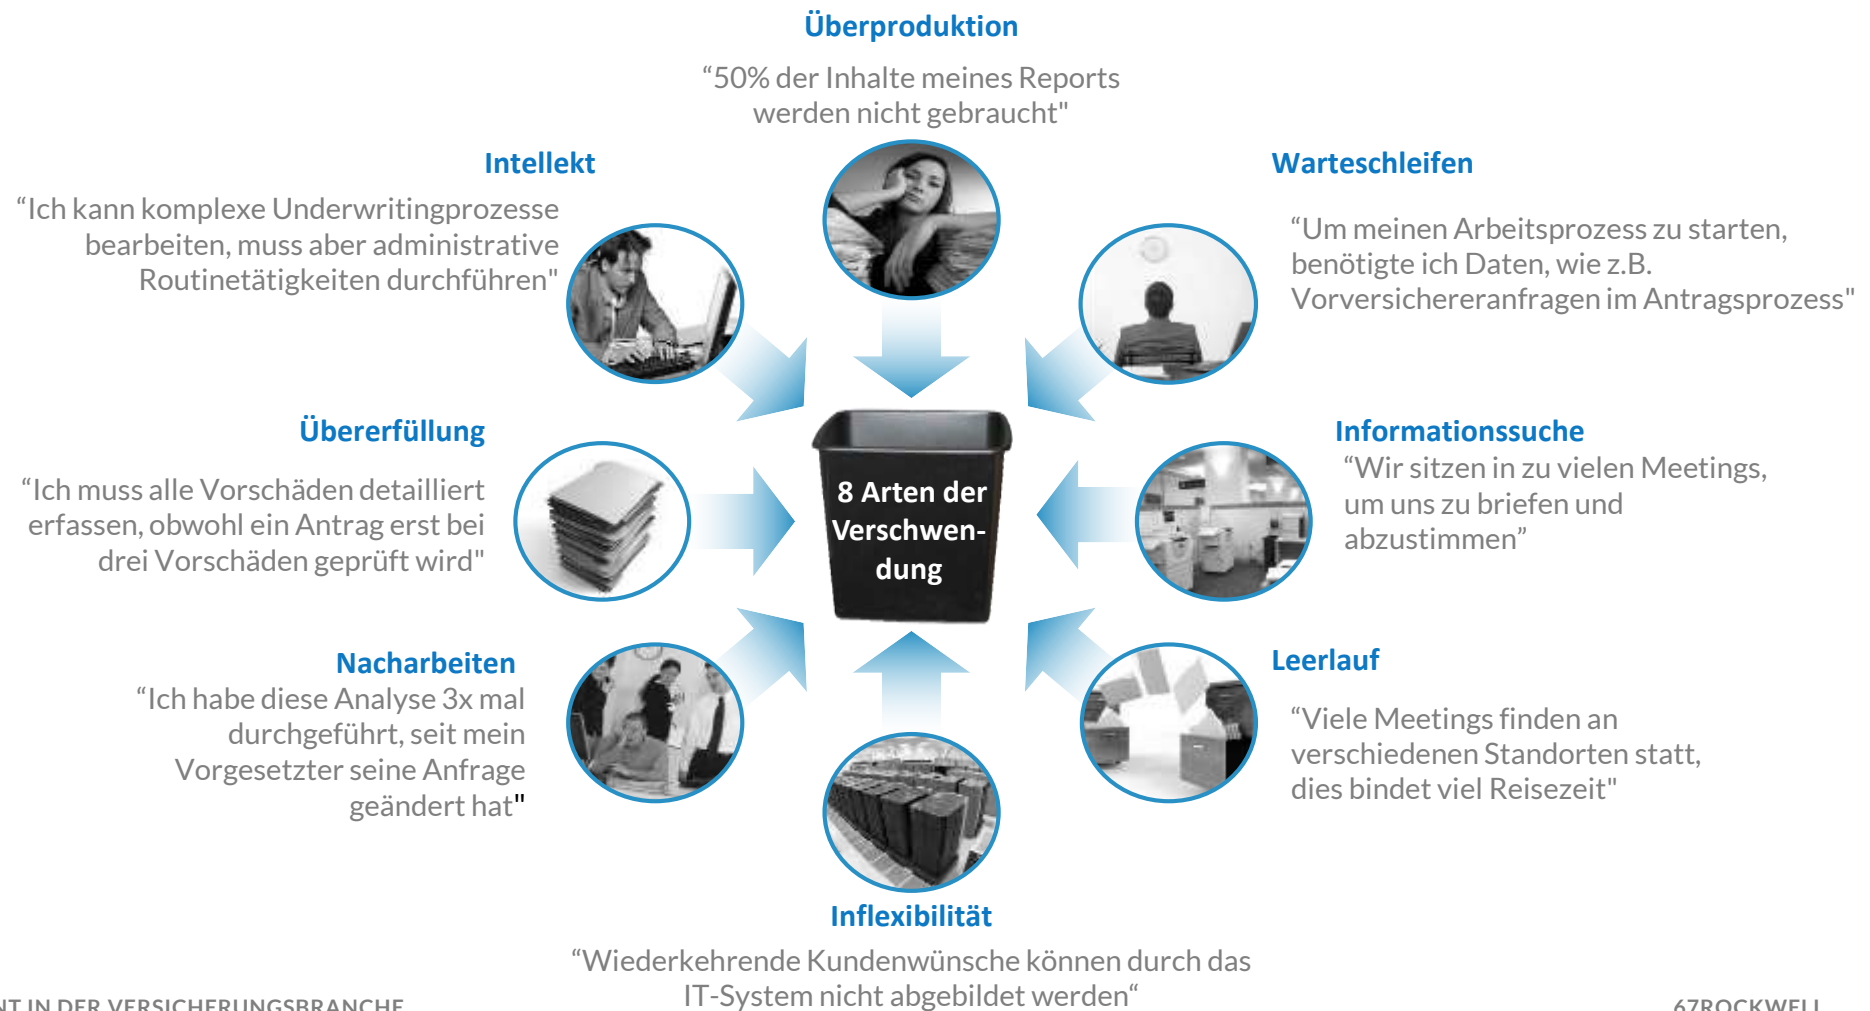 Überproduktion
“50% der Inhalte meines Reports
werden nicht gebraucht"
Intellekt
“Ich kann komplexe Underwritingprozesse
bearbeiten, muss aber administrative
Routinetätigkeiten durchführen"
Warteschleifen
“Um meinen Arbeitsprozess zu starten,
benötigte ich Daten, wie z.B.
Vorversichereranfragen im Antragsprozess"
Übererfüllung
“Ich muss alle Vorschäden detailliert
erfassen, obwohl ein Antrag erst bei
drei Vorschäden geprüft wird"
8 Arten der
Verschwen-
dung
Informationssuche
“Wir sitzen in zu vielen Meetings,
um uns zu briefen und
abzustimmen”
Nacharbeiten
“Ich habe diese Analyse 3x mal
durchgeführt, seit mein
Vorgesetzter seine Anfrage
geändert hat"
Leerlauf
“Viele Meetings finden an
verschiedenen Standorten statt,
dies bindet viel Reisezeit"
Inflexibilität
“Wiederkehrende Kundenwünsche können durch das
IT-System nicht abgebildet werden“
IN DER VERSICHERUNGSBRANCHE
67ROCKWELL